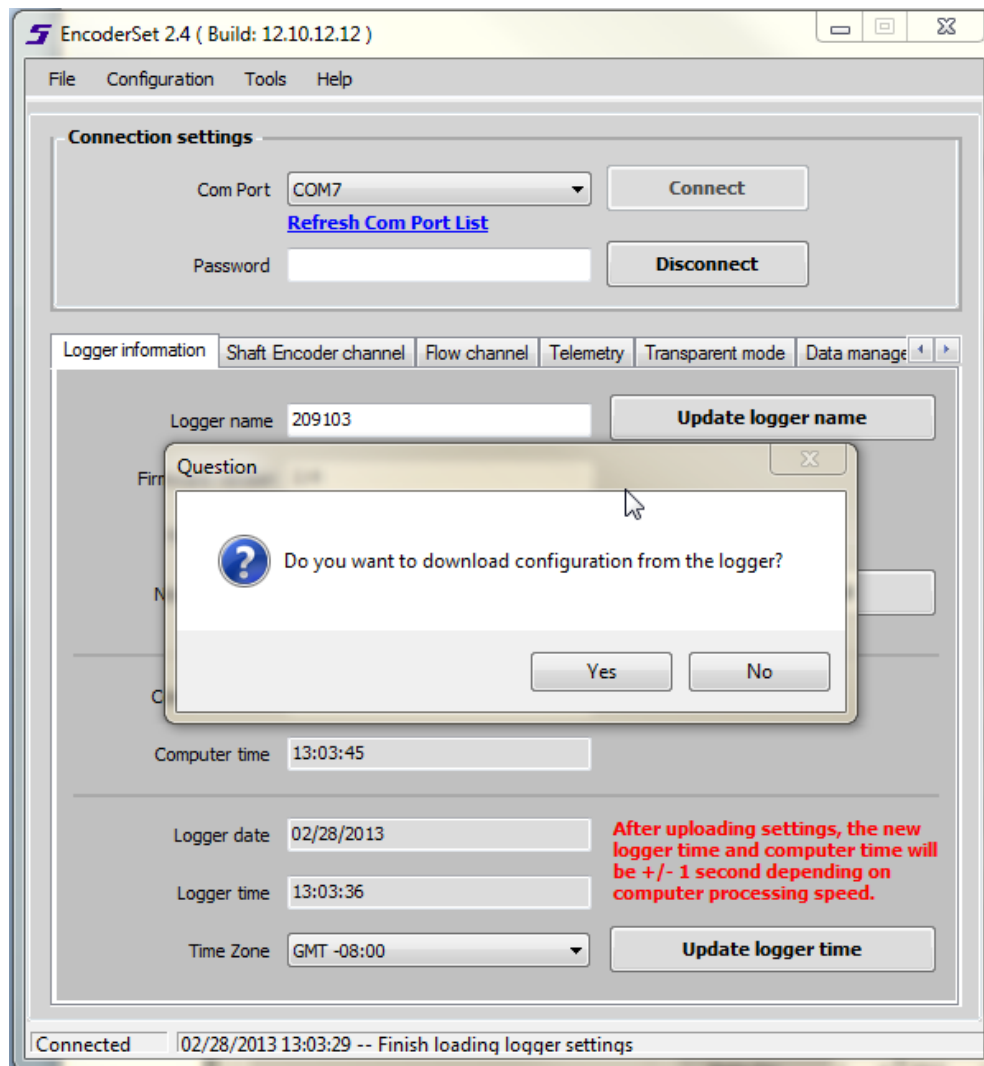 EncoderSet 2.4 ( Build: 12.10.12.12 )
File Configuration Tools Help
Connection settings
Com Port COM7 Connect
Refresh Com Port List
Password Disconnect
Logger information Shaft Encoder channel Flow channel Telemetry Transparent mode Data manage
Logger name 209103 Update logger name
Question
Do you want to download configuration from the logger?
Yes No
Computer time 13:03:45
Logger date 02/28/2013
After uploading settings, the new
logger time and computer time will
be +/- 1 second depending on
computer processing speed.
Logger time 13:03:36
Time Zone GMT -08:00 Update logger time
Connected 02/28/2013 13:03:29 -- Finish loading logger settings